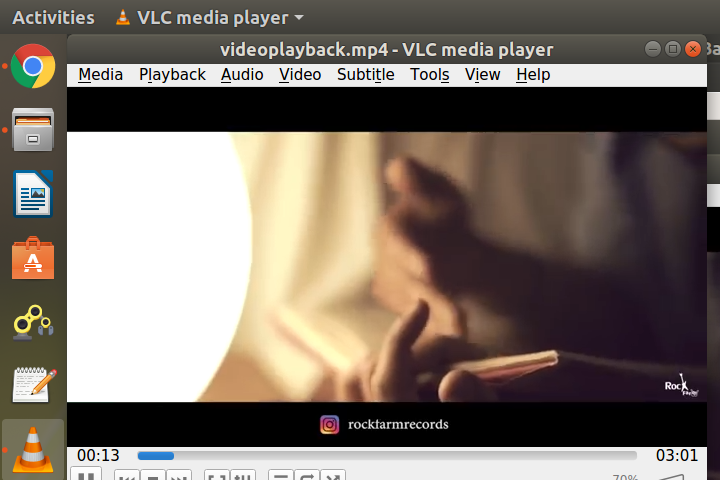 Activities VLC media player
videoplayback.mp4 - VLC media player
Media Playback Audio Video Subtitle Tools View Help
Rock
rockfarmrecords
00:13 03:01
70%